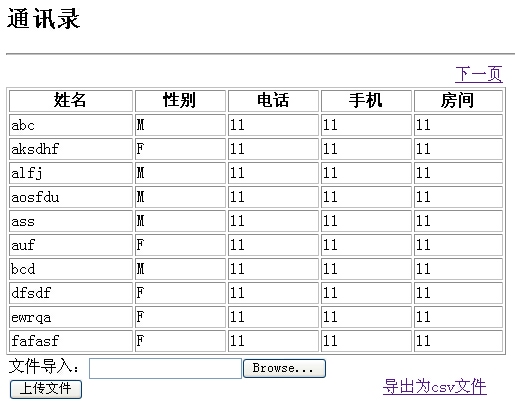 通讯录
下一页
姓名 性别 电话 手机 房间
abc M 11 11 11
aksdhf F 11 11 11
alfj M 11 11 11
aosfdu M 11 11 11
ass M 11 11 11
auf F 11 11 11
bcd M 11 11 11
dfsdf F 11 11 11
ewrqa F 11 11 11
fafasf F 11 11 11
文件导入: Browse...
上传文件 导出为csv文件